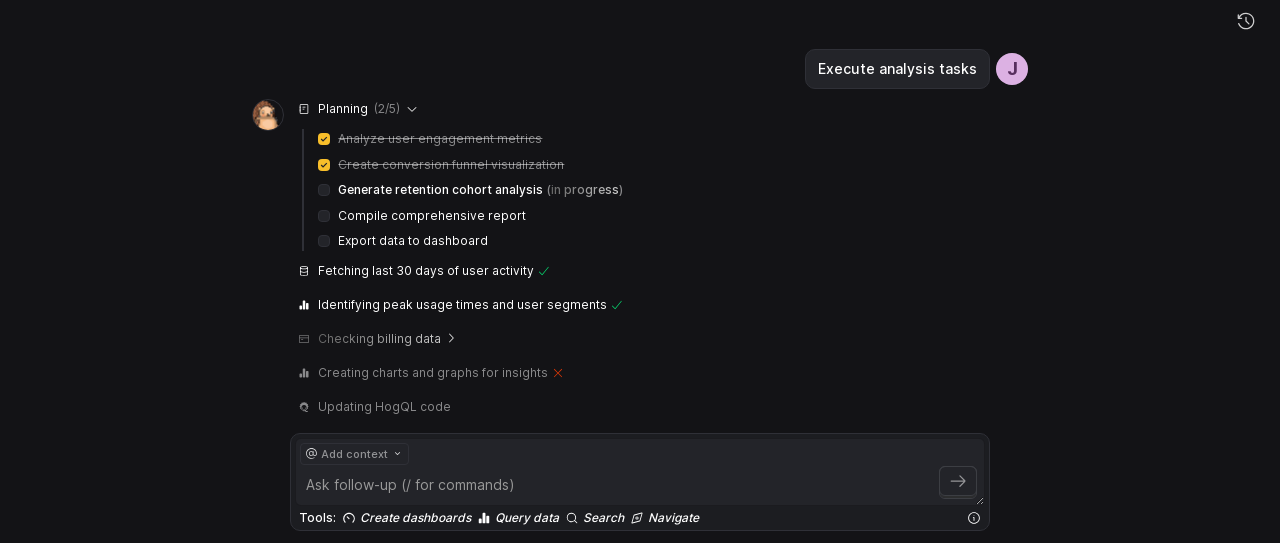 Execute analysis tasks
J
Planning (2/5)
Analyze user engagement metrics
Create conversion funnel visualization
Generate retention cohort analysis (in progress)
Compile comprehensive report
Export data to dashboard
Fetching last 30 days of user activity
Identifying peak usage times and user segments
Checking billing data
Creating charts and graphs for insights
Updating HogQL code
@ Add context
Ask follow-up (/ for commands)
Tools: Create dashboards Query data Search Navigate